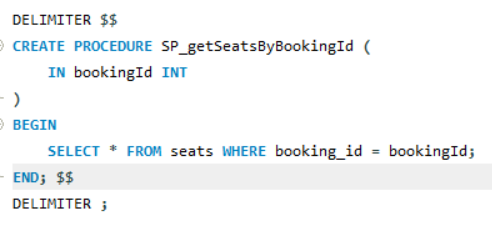 DELIMITER $$
CREATE PROCEDURE SP_getSeatsByBookingId (
    IN bookingId INT
)
BEGIN
    SELECT * FROM seats WHERE booking_id = bookingId;
END; $$
DELIMITER ;